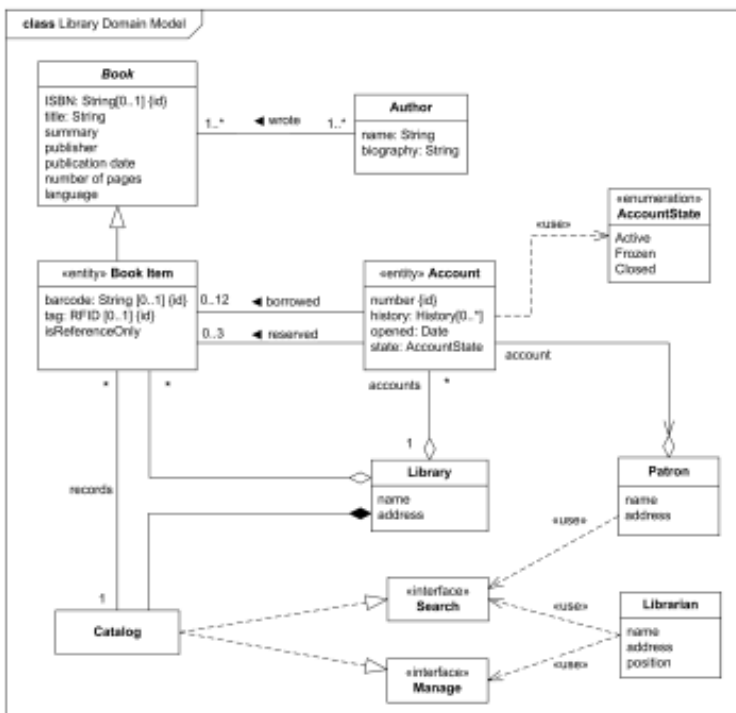 class Library Domain Model
Book
ISBN: String[0..1] {id}
title: String
summary
publisher
publication date
number of pages
language
1..*
◄ wrote
1..*
Author
name: String
biography: String
«enumeration»
AccountState
Active
Frozen
Closed
«use»
«entity» Book Item
barcode: String [0..1] {id}
tag: RFID [0..1] {id}
isReferenceOnly
0..12
◄ borrowed
0..3
◄ reserved
«entity» Account
number {id}
history: History[0..*]
opened: Date
state: AccountState
account
*
*
accounts
*
1
Library
name
address
Patron
name
address
records
«use»
1
Catalog
«interface»
Search
«use»
Librarian
name
address
position
«interface»
Manage
«use»